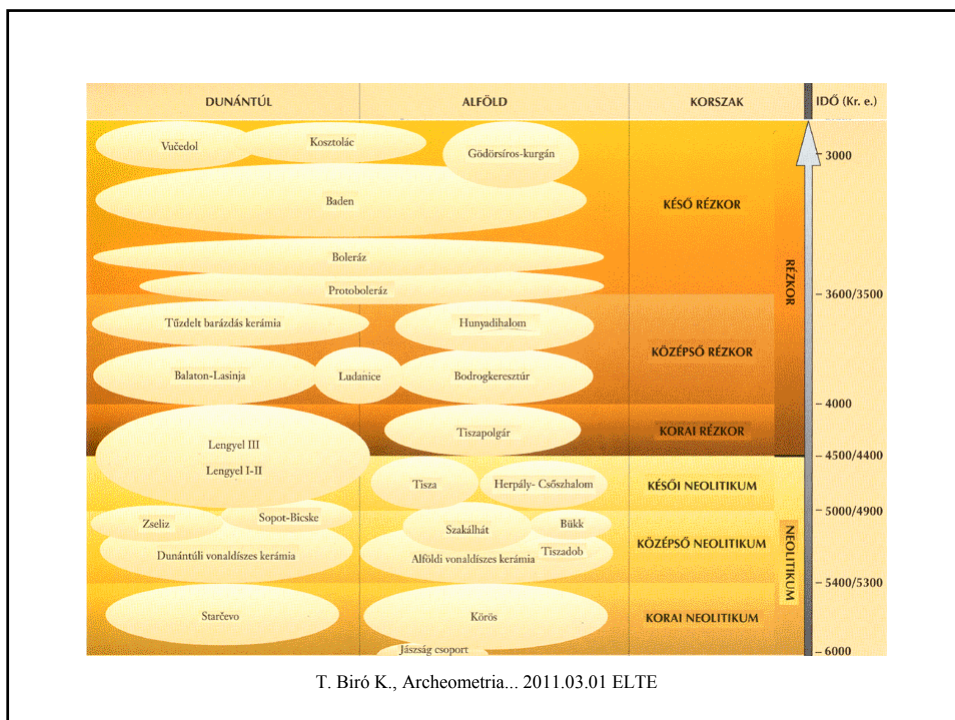 DUNÁNTÚL ALFÖLD KORSZAK IDŐ (Kr. e.)
Vučedol Kosztolác
Gödörsíros-kurgán
3000
Baden
KÉSŐ RÉZKOR
Boleráz
RÉZKOR
Protoboleráz
3600/3500
Tűzdelt barázdás kerámia Hunyadihalom
KÖZÉPSŐ RÉZKOR
Balaton-Lasinja Ludanice Bodrogkeresztúr
4000
Tiszapolgár KORAI RÉZKOR
Lengyel III
4500/4400
Lengyel I-II
Tisza Herpály- Csőszhalom KÉSŐI NEOLITIKUM
5000/4900
Zseliz Sopot-Bicske
Szakálhát Bükk
KÖZÉPSŐ NEOLITIKUM
NEOLITIKUM
Dunántúli vonaldíszes kerámia Alföldi vonaldíszes kerámia Tiszadob
5400/5300
Starčevo Körös KORAI NEOLITIKUM
Jászság csoport
6000
T. Biró K., Archeometria... 2011.03.01 ELTE